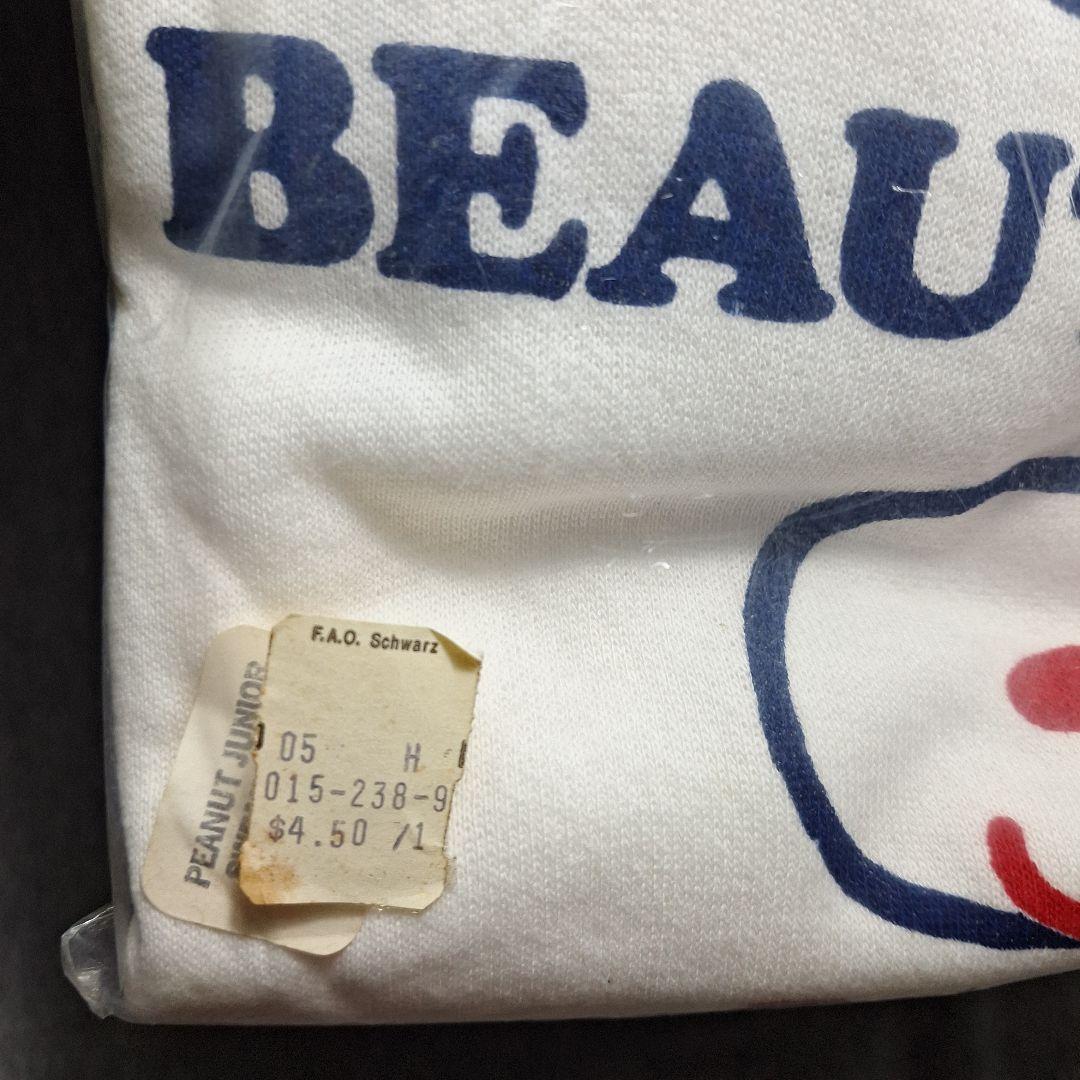 BEAU
F.A.O. Schwarz
05 H
015-238-9
$4.50 /1
PEANUT JUNIOR